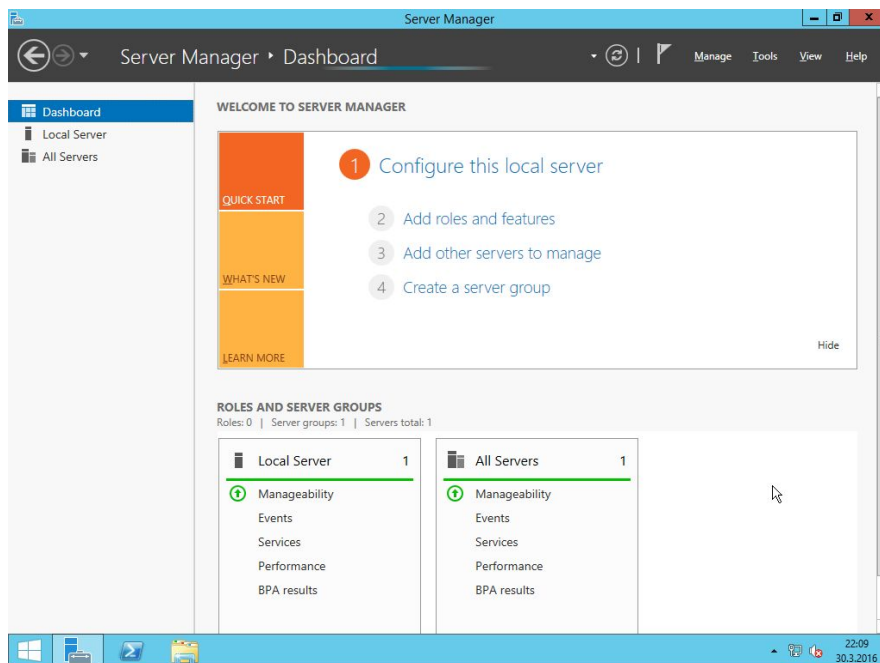 Server Manager
Server Manager • Dashboard
Manage Tools View Help
Dashboard
Local Server
All Servers
WELCOME TO SERVER MANAGER
QUICK START
WHAT'S NEW
LEARN MORE
1 Configure this local server
2 Add roles and features
3 Add other servers to manage
4 Create a server group
Hide
ROLES AND SERVER GROUPS
Roles: 0 | Server groups: 1 | Servers total: 1
Local Server 1
Manageability
Events
Services
Performance
BPA results
All Servers 1
Manageability
Events
Services
Performance
BPA results
22:09
30.3.2016